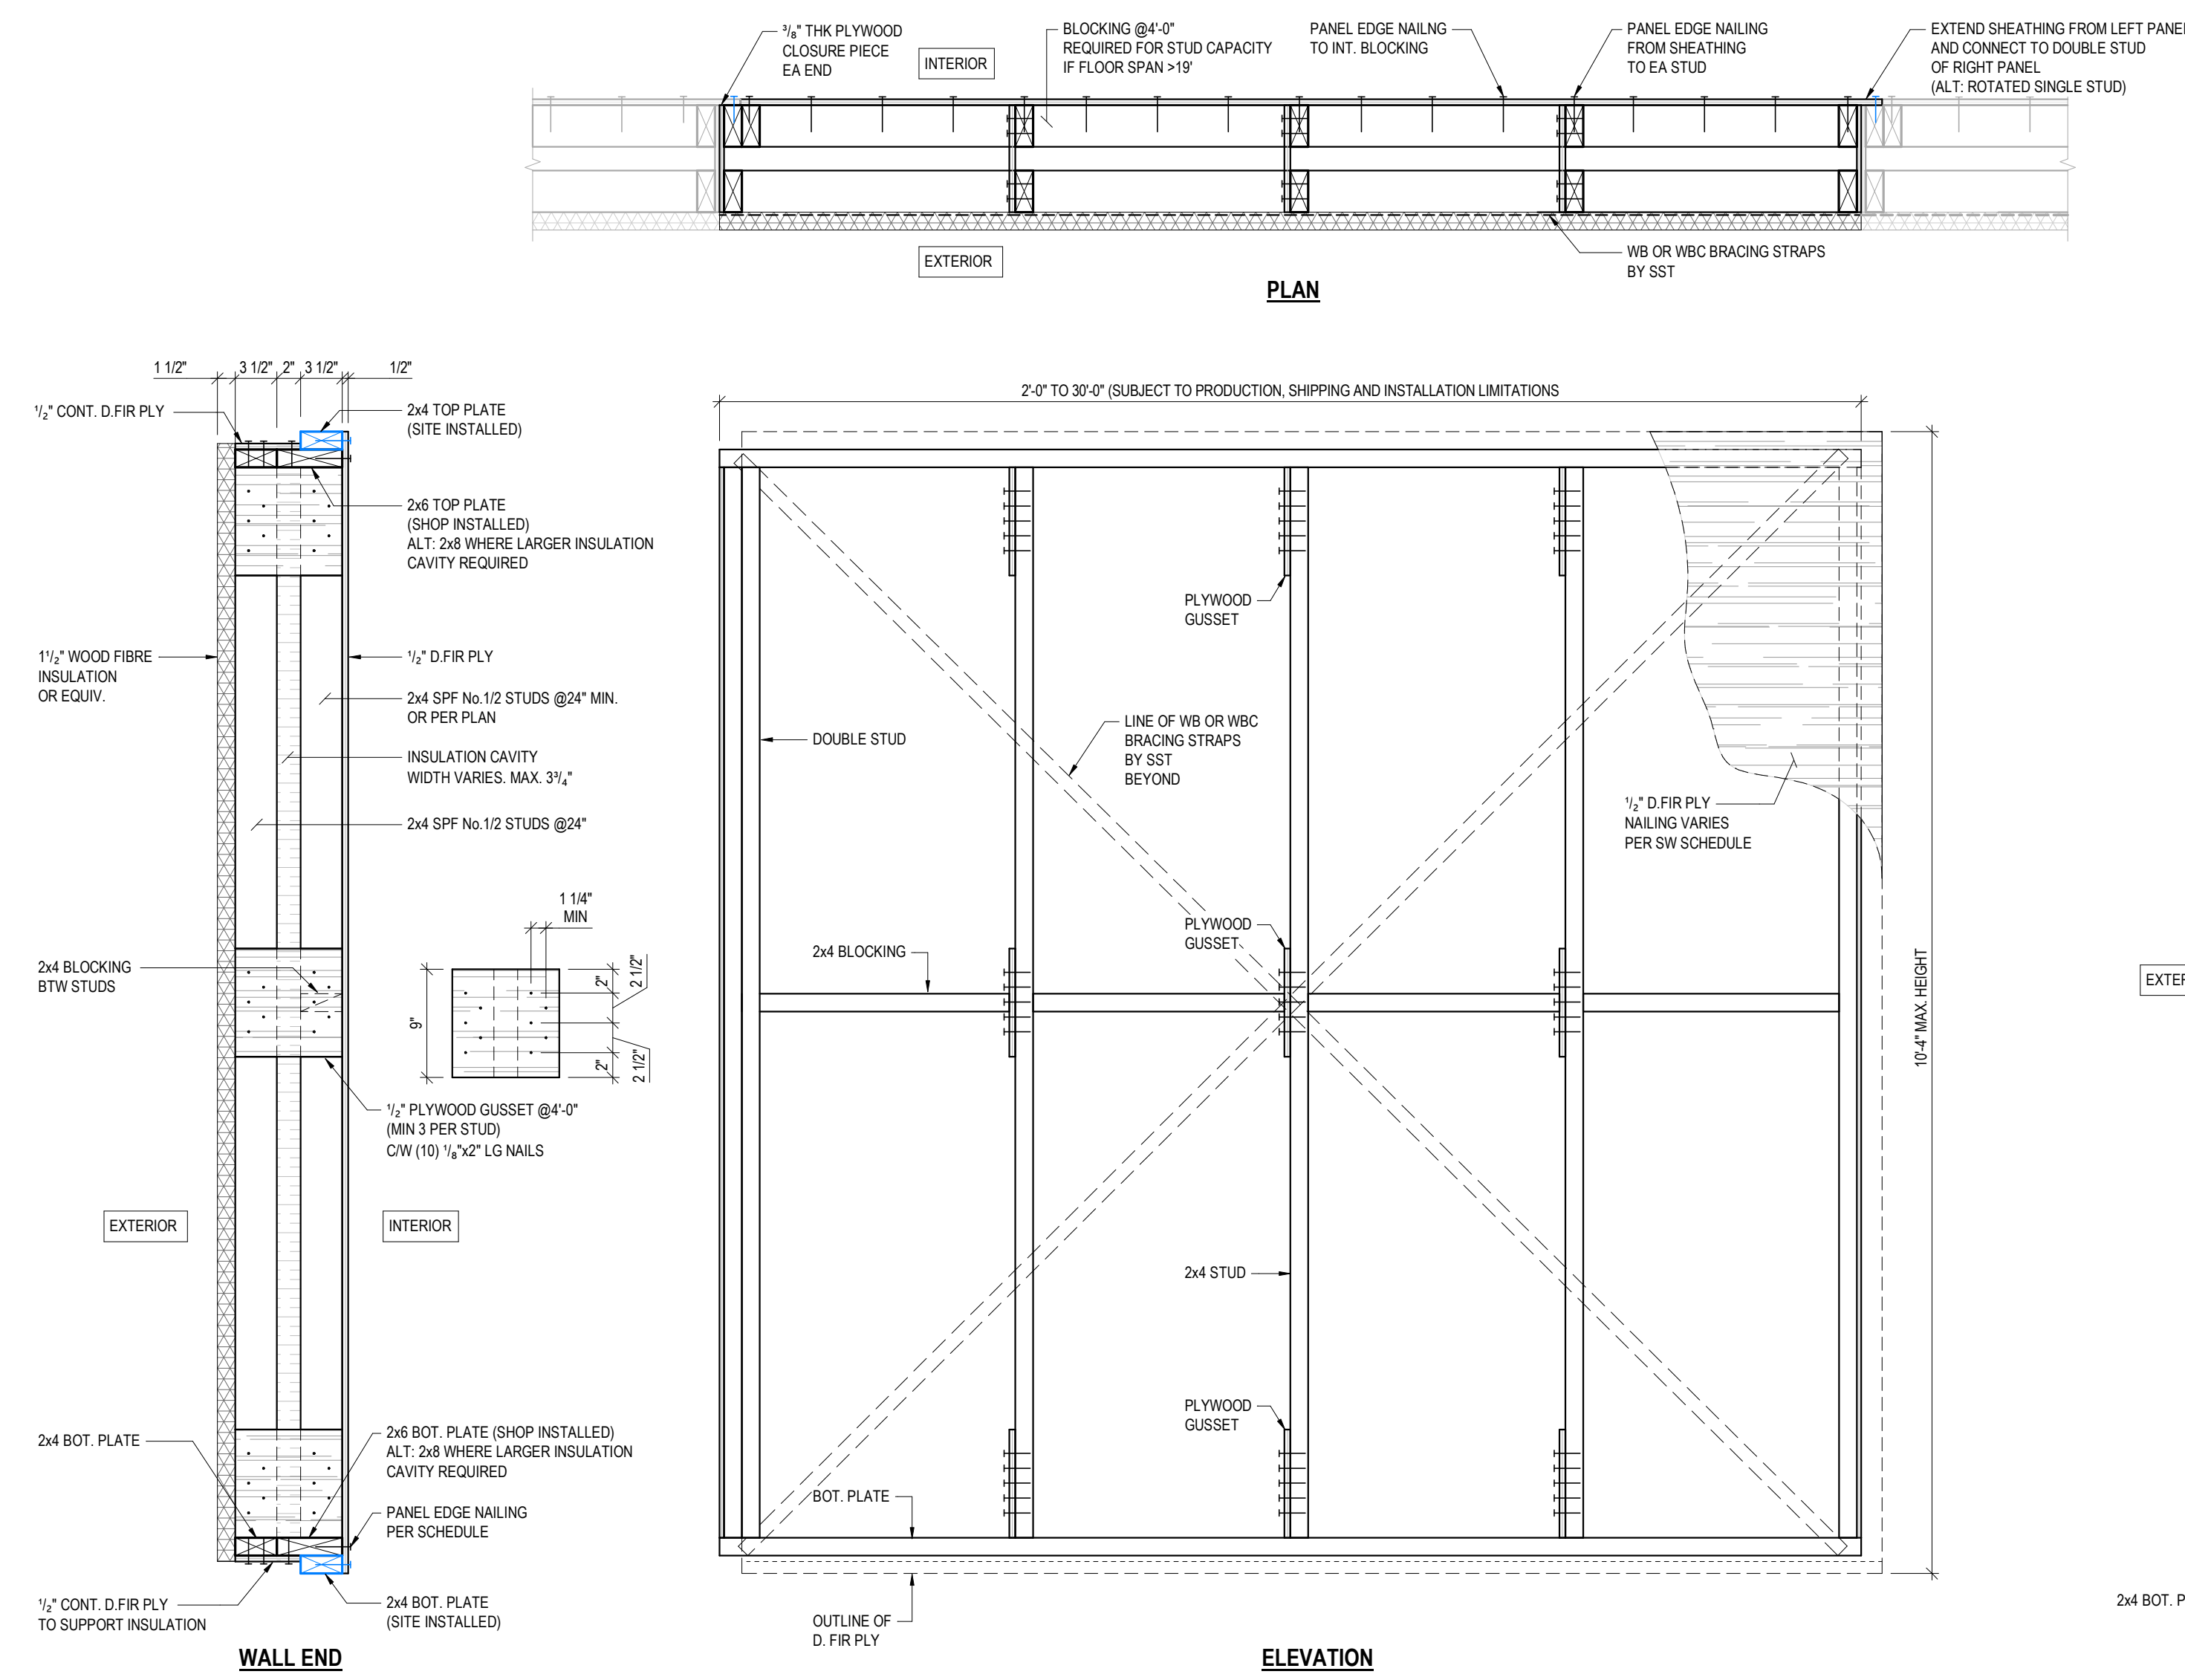 ³/₈" THK PLYWOOD
CLOSURE PIECE
EA END
INTERIOR
BLOCKING @4'-0"
REQUIRED FOR STUD CAPACITY
IF FLOOR SPAN >19'
PANEL EDGE NAILNG
TO INT. BLOCKING
PANEL EDGE NAILING
FROM SHEATHING
TO EA STUD
EXTEND SHEATHING FROM LEFT PANEL
AND CONNECT TO DOUBLE STUD
OF RIGHT PANEL
(ALT: ROTATED SINGLE STUD)
EXTERIOR
WB OR WBC BRACING STRAPS
BY SST
PLAN
1 1/2"
3 1/2"
2"
3 1/2"
1/2"
¹/₂" CONT. D.FIR PLY
2x4 TOP PLATE
(SITE INSTALLED)
2x6 TOP PLATE
(SHOP INSTALLED)
ALT: 2x8 WHERE LARGER INSULATION
CAVITY REQUIRED
1¹/₂" WOOD FIBRE
INSULATION
OR EQUIV.
¹/₂" D.FIR PLY
2x4 SPF No.1/2 STUDS @24" MIN.
OR PER PLAN
INSULATION CAVITY
WIDTH VARIES. MAX. 3³/₄"
2x4 SPF No.1/2 STUDS @24"
1 1/4"
MIN
2"
2 1/2"
9"
2"
2 1/2"
2x4 BLOCKING
BTW STUDS
¹/₂" PLYWOOD GUSSET @4'-0"
(MIN 3 PER STUD)
C/W (10) ¹/₈"x2" LG NAILS
EXTERIOR
INTERIOR
2x4 BOT. PLATE
2x6 BOT. PLATE (SHOP INSTALLED)
ALT: 2x8 WHERE LARGER INSULATION
CAVITY REQUIRED
PANEL EDGE NAILING
PER SCHEDULE
¹/₂" CONT. D.FIR PLY
TO SUPPORT INSULATION
2x4 BOT. PLATE
(SITE INSTALLED)
WALL END
2'-0" TO 30'-0" (SUBJECT TO PRODUCTION, SHIPPING AND INSTALLATION LIMITATIONS
PLYWOOD
GUSSET
DOUBLE STUD
LINE OF WB OR WBC
BRACING STRAPS
BY SST
BEYOND
¹/₂" D.FIR PLY
NAILING VARIES
PER SW SCHEDULE
PLYWOOD
GUSSET
2x4 BLOCKING
10'-4" MAX. HEIGHT
2x4 STUD
PLYWOOD
GUSSET
BOT. PLATE
OUTLINE OF
D. FIR PLY
ELEVATION
EXTE
2x4 BOT. P